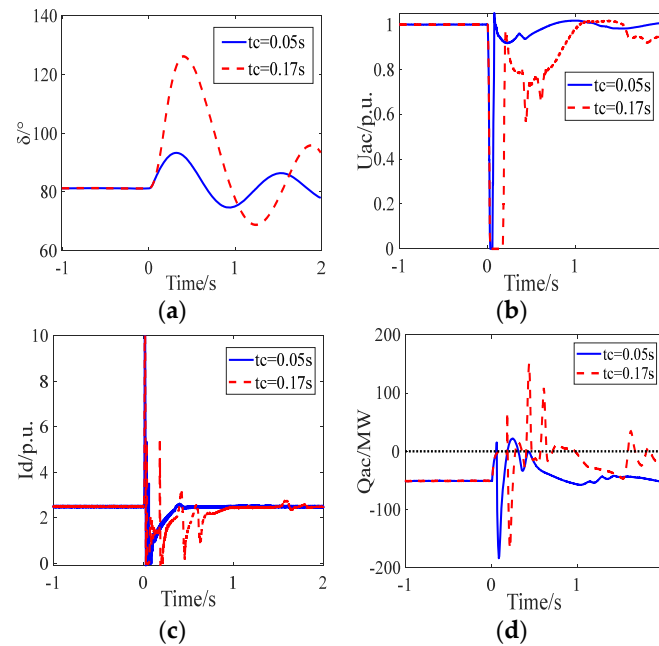 (a)
δ/°
140
120
100
80
60
-1
0
1
2
Time/s
tc=0.05s
tc=0.17s
(b)
Uac/p.u.
1
0.8
0.6
0.4
0.2
0
-1
0
1
Time/s
tc=0.05s
tc=0.17s
(c)
Id/p.u.
10
8
6
4
2
0
-1
0
1
2
Time/s
tc=0.05s
tc=0.17s
(d)
Qac/MW
200
100
0
-100
-200
-1
0
1
Time/s
tc=0.05s
tc=0.17s